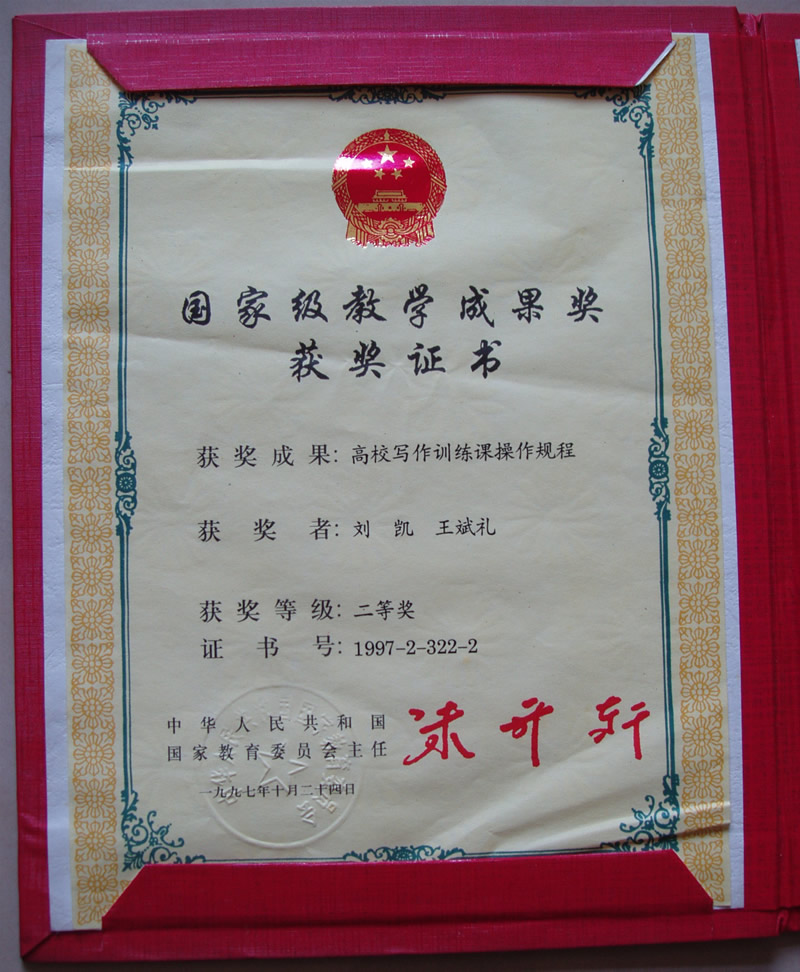 国家级教学成果奖
获奖证书
获奖成果: 高校写作训练课操作规程
获奖者: 刘凯 王斌礼
获奖等级: 二等奖
证书号: 1997-2-322-2
中华人民共和国
国家教育委员会主任 朱开轩
一九九七年十月二十四日